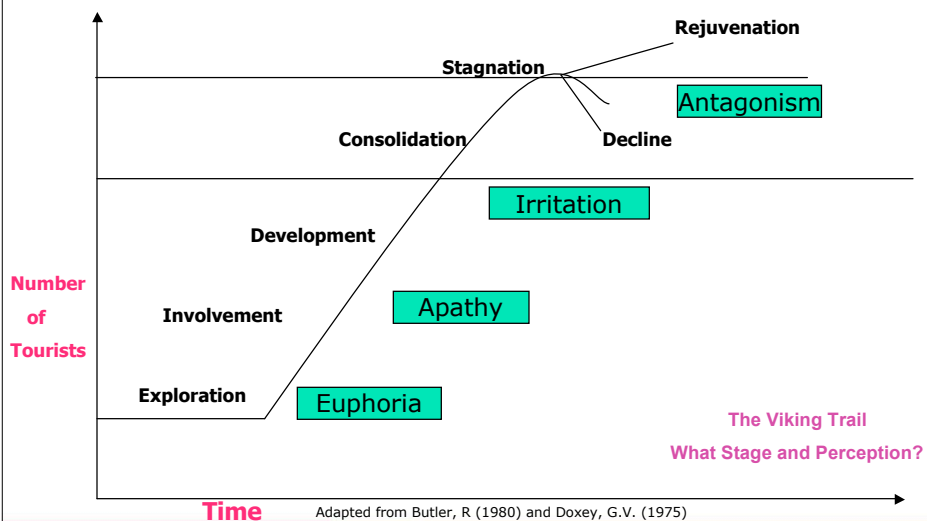 Rejuvenation
Stagnation
Antagonism
Consolidation
Decline
Irritation
Development
Number
of
Tourists
Involvement
Apathy
Exploration
Euphoria
The Viking Trail
What Stage and Perception?
Time
Adapted from Butler, R (1980) and Doxey, G.V. (1975)